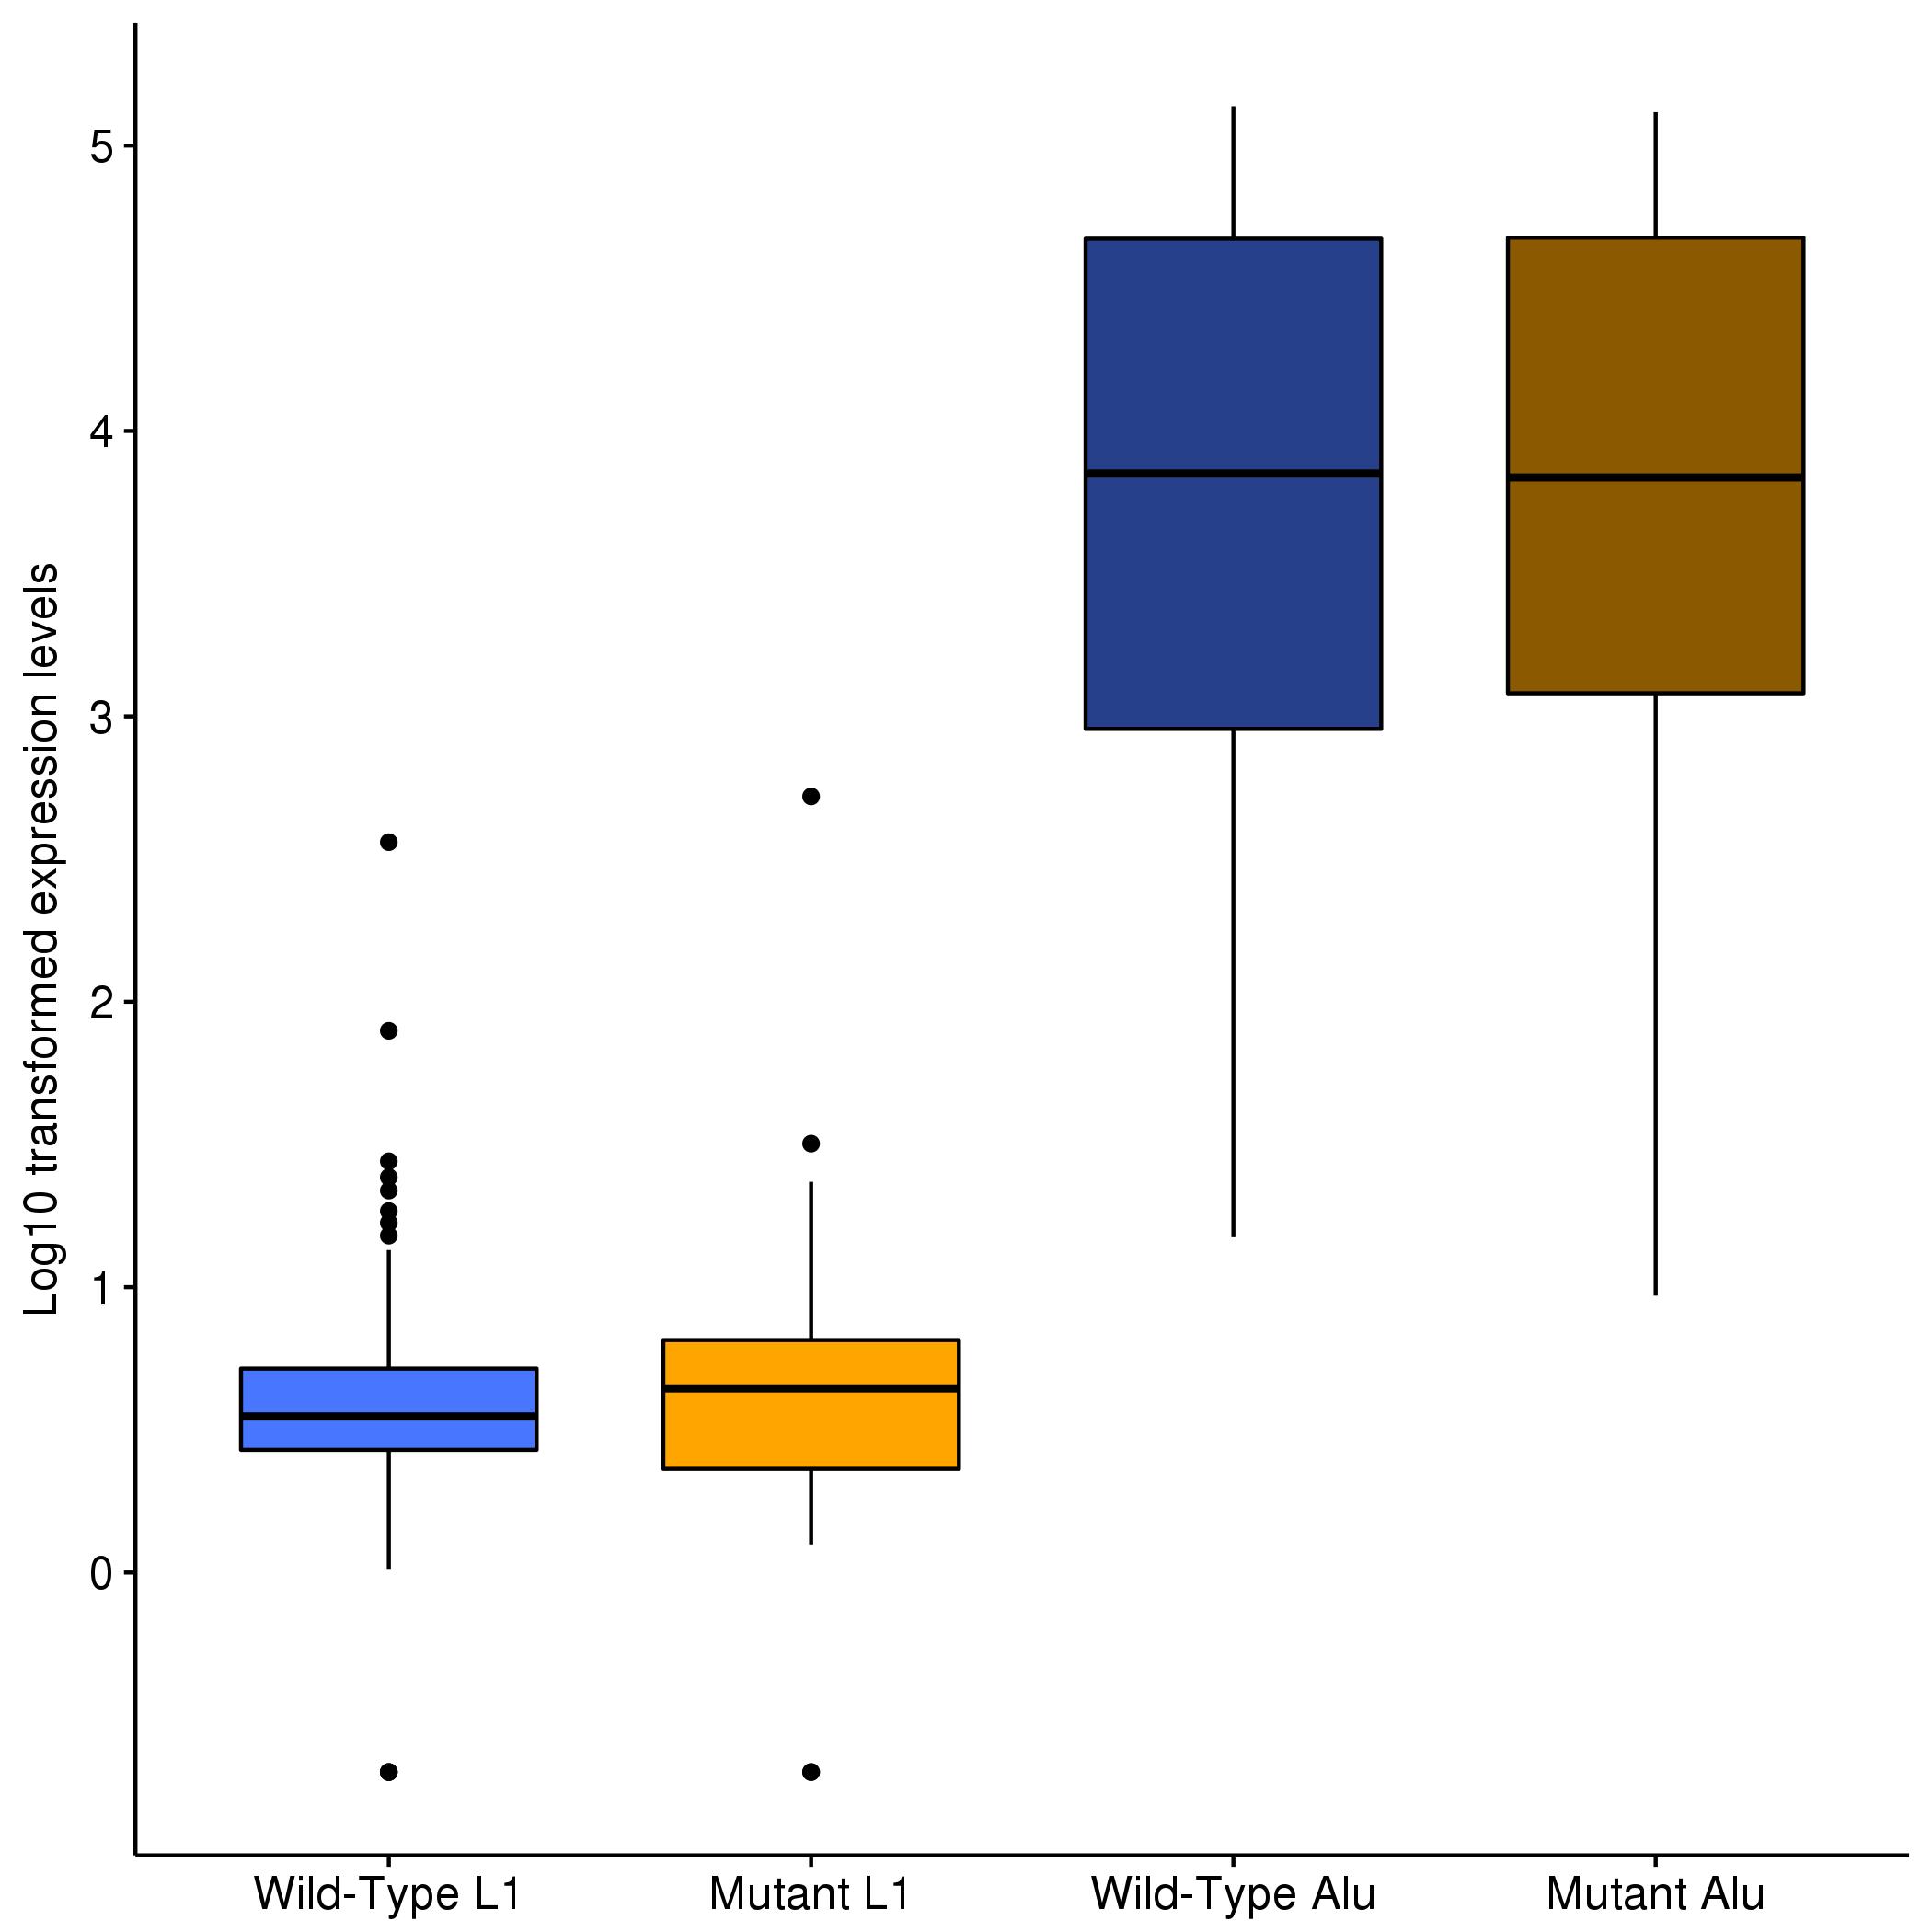 Log10 transformed expression levels
5
4
3
2
1
0
Wild-Type L1
Mutant L1
Wild-Type Alu
Mutant Alu